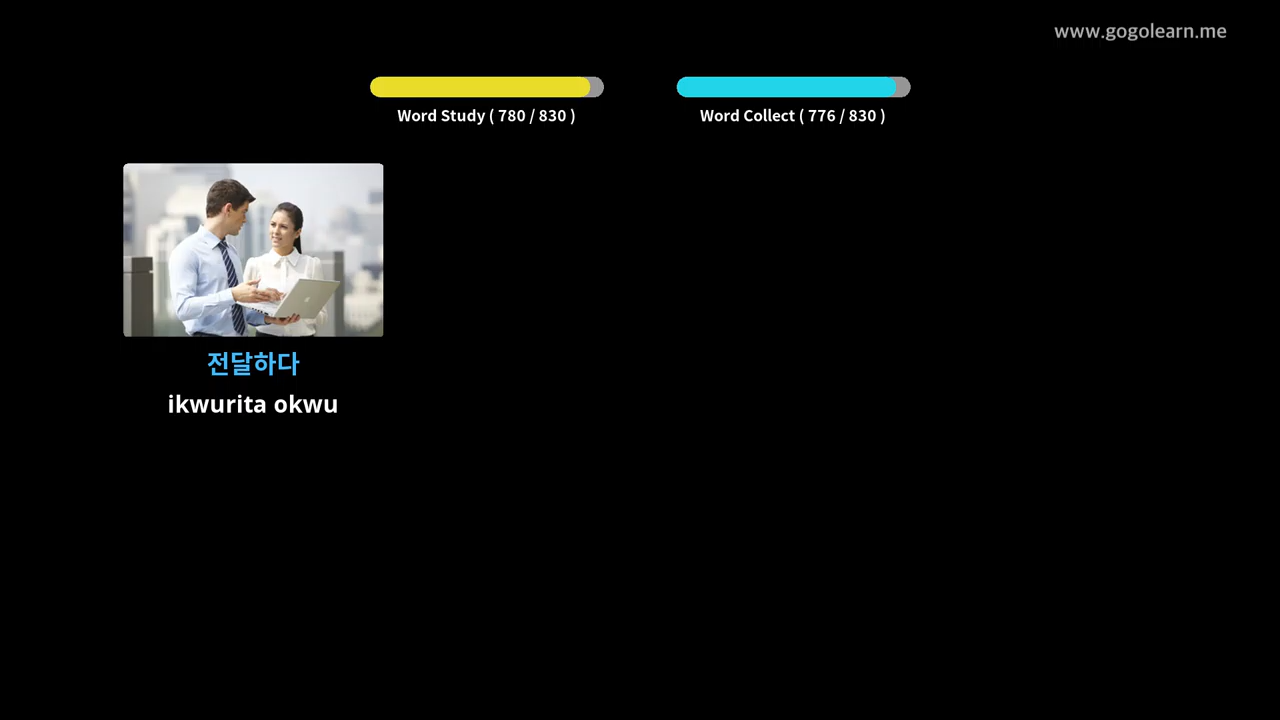 www.gogolearn.me
Word Study ( 780 / 830 )
Word Collect ( 776 / 830 )
전달하다
ikwurita okwu